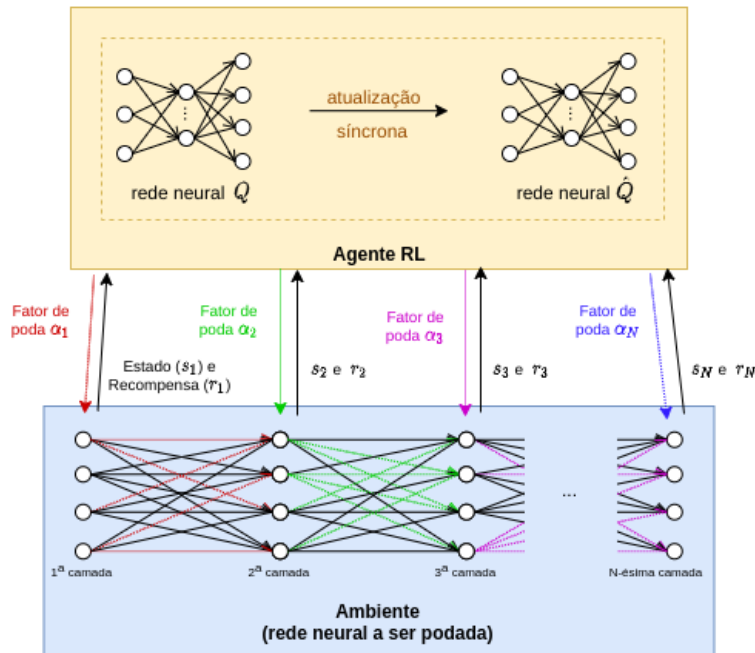 atualização
síncrona
rede neural Q
rede neural Q̂
Agente RL
Fator de
poda α1
Fator de
poda α2
Fator de
poda α3
Fator de
poda αN
Estado (s1) e
Recompensa (r1)
s2 e r2
s3 e r3
sN e rN
...
1ª camada
2ª camada
3ª camada
N-ésima camada
Ambiente
(rede neural a ser podada)